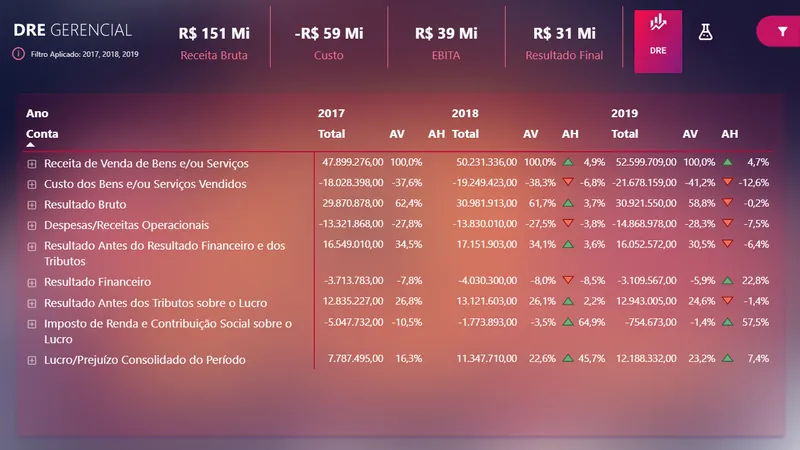 DRE GERENCIAL
Filtro Aplicado: 2017, 2018, 2019
R$ 151 Mi
Receita Bruta
-R$ 59 Mi
Custo
R$ 39 Mi
EBITA
R$ 31 Mi
Resultado Final
DRE
Ano 2017 2018 2019
Conta Total AV AH Total AV AH Total AV AH
Receita de Venda de Bens e/ou Serviços 47.899.276,00 100,0% 50.231.336,00 100,0% 4,9% 52.599.709,00 100,0% 4,7%
Custo dos Bens e/ou Serviços Vendidos -18.028.398,00 -37,6% -19.249.423,00 -38,3% -6,8% -21.678.159,00 -41,2% -12,6%
Resultado Bruto 29.870.878,00 62,4% 30.981.913,00 61,7% 3,7% 30.921.550,00 58,8% -0,2%
Despesas/Receitas Operacionais -13.321.868,00 -27,8% -13.830.010,00 -27,5% -3,8% -14.868.978,00 -28,3% -7,5%
Resultado Antes do Resultado Financeiro e dos 16.549.010,00 34,5% 17.151.903,00 34,1% 3,6% 16.052.572,00 30,5% -6,4%
Tributos
Resultado Financeiro -3.713.783,00 -7,8% -4.030.300,00 -8,0% -8,5% -3.109.567,00 -5,9% 22,8%
Resultado Antes dos Tributos sobre o Lucro 12.835.227,00 26,8% 13.121.603,00 26,1% 2,2% 12.943.005,00 24,6% -1,4%
Imposto de Renda e Contribuição Social sobre o -5.047.732,00 -10,5% -1.773.893,00 -3,5% 64,9% -754.673,00 -1,4% 57,5%
Lucro
Lucro/Prejuízo Consolidado do Período 7.787.495,00 16,3% 11.347.710,00 22,6% 45,7% 12.188.332,00 23,2% 7,4%